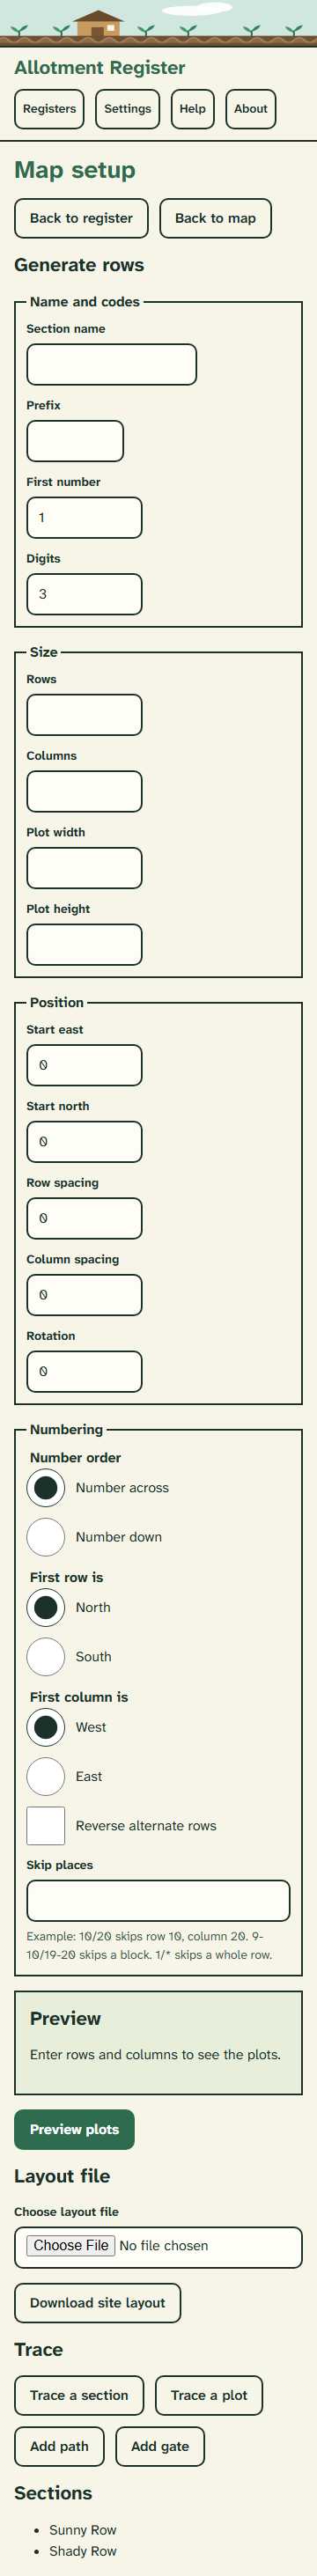 Allotment Register
Registers
Settings
Help
About
Map setup
Back to register
Back to map
Generate rows
Name and codes
Section name
Prefix
First number
1
Digits
3
Size
Rows
Columns
Plot width
Plot height
Position
Start east
0
Start north
0
Row spacing
0
Column spacing
0
Rotation
0
Numbering
Number order
Number across
Number down
First row is
North
South
First column is
West
East
Reverse alternate rows
Skip places
Example: 10/20 skips row 10, column 20. 9-
10/19-20 skips a block. 1/* skips a whole row.
Preview
Enter rows and columns to see the plots.
Preview plots
Layout file
Choose layout file
Choose File No file chosen
Download site layout
Trace
Trace a section
Trace a plot
Add path
Add gate
Sections
Sunny Row
Shady Row